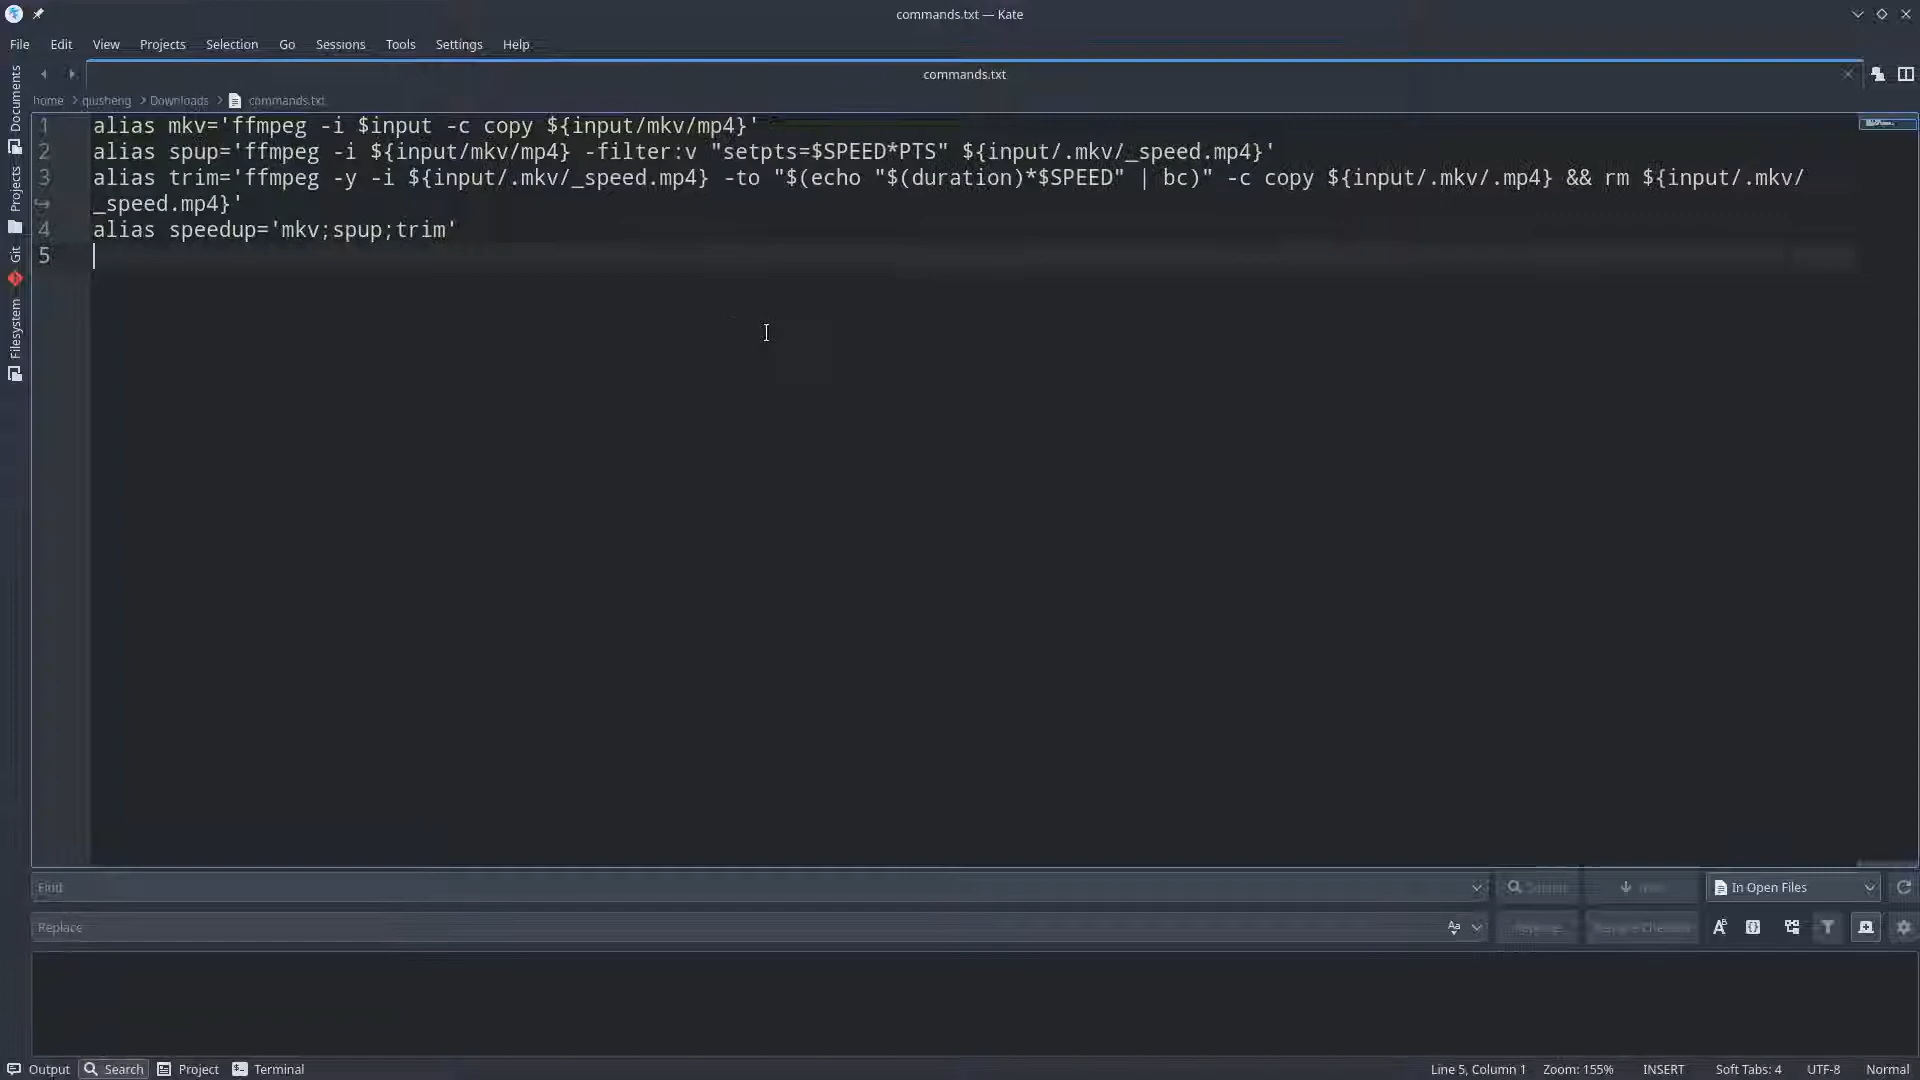 commands.txt — Kate
File Edit View Projects Selection Go Sessions Tools Settings Help
commands.txt
home > qiusheng > Downloads > commands.txt
Documents
Projects
Git
Filesystem
1 alias mkv='ffmpeg -i $input -c copy ${input/mkv/mp4}'
2 alias spup='ffmpeg -i ${input/mkv/mp4} -filter:v "setpts=$SPEED*PTS" ${input/.mkv/_speed.mp4}'
3 alias trim='ffmpeg -y -i ${input/.mkv/_speed.mp4} -to "$(echo "$(duration)*$SPEED" | bc)" -c copy ${input/.mkv/.mp4} && rm ${input/.mkv/
_speed.mp4}'
4 alias speedup='mkv;spup;trim'
5
Find
In Open Files
Replace
Output Search Project Terminal
Line 5, Column 1 Zoom: 155% INSERT Soft Tabs: 4 UTF-8 Normal